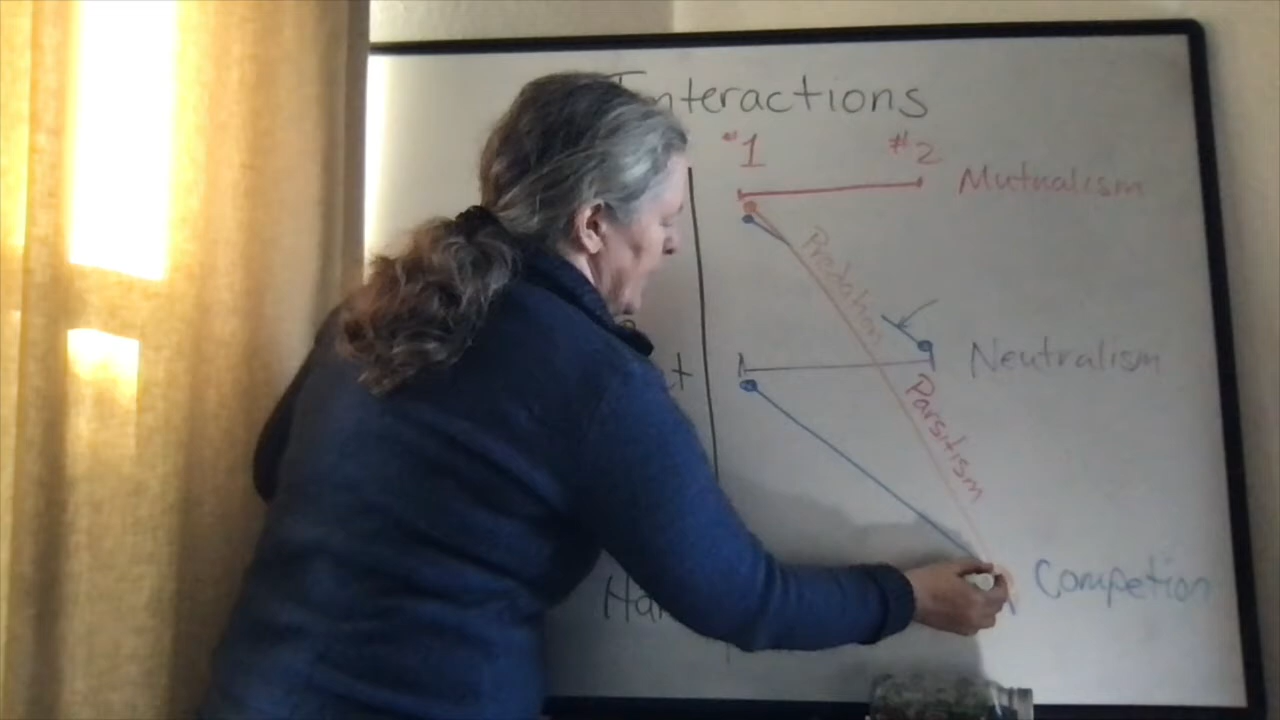 Interactions
#1
#2
Mutualism
Predation
Neutralism
Parsitism
Competion